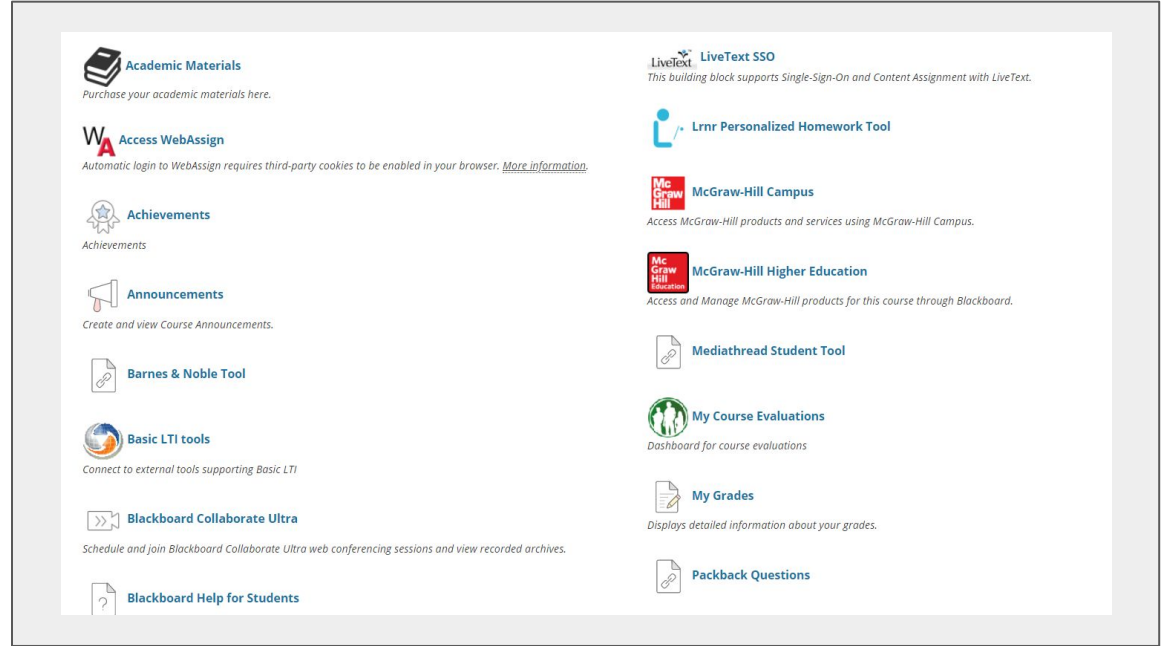 Academic Materials
Purchase your academic materials here.
WA
Access WebAssign
Automatic login to WebAssign requires third-party cookies to be enabled in your browser. More information.
Achievements
Achievements
Announcements
Create and view Course Announcements.
Barnes & Noble Tool
Basic LTI tools
Connect to external tools supporting Basic LTI
Blackboard Collaborate Ultra
Schedule and join Blackboard Collaborate Ultra web conferencing sessions and view recorded archives.
?
Blackboard Help for Students
LiveText
LiveText SSO
This building block supports Single-Sign-On and Content Assignment with LiveText.
Lrnr Personalized Homework Tool
Mc
Graw
Hill
McGraw-Hill Campus
Access McGraw-Hill products and services using McGraw-Hill Campus.
Mc
Graw
Hill
Education
McGraw-Hill Higher Education
Access and Manage McGraw-Hill products for this course through Blackboard.
Mediathread Student Tool
My Course Evaluations
Dashboard for course evaluations
My Grades
Displays detailed information about your grades.
Packback Questions